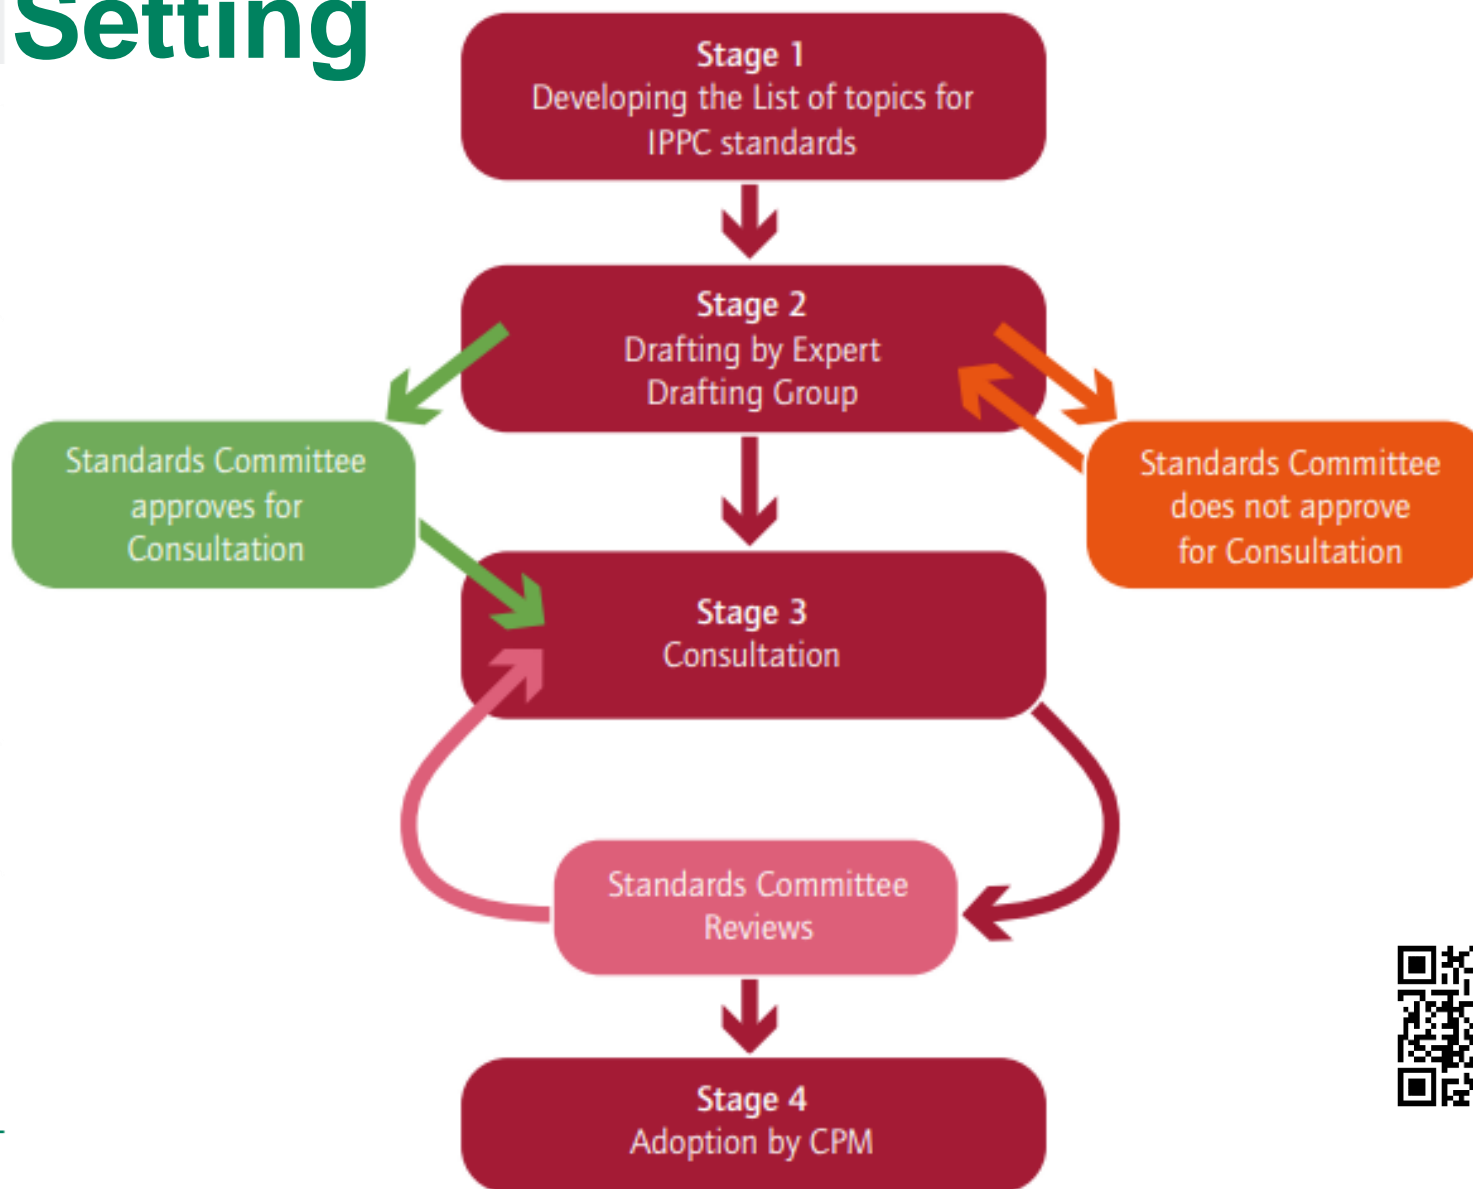 Setting
Stage 1
Developing the List of topics for
IPPC standards
Stage 2
Drafting by Expert
Drafting Group
Standards Committee
approves for
Consultation
Standards Committee
does not approve
for Consultation
Stage 3
Consultation
Standards Committee
Reviews
Stage 4
Adoption by CPM